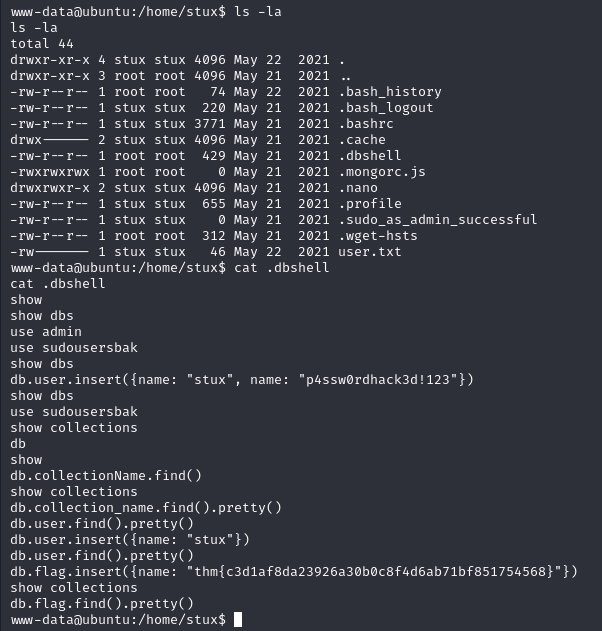 www-data@ubuntu:/home/stux$ ls -la
ls -la
total 44
drwxr-xr-x 4 stux stux 4096 May 22  2021 .
drwxr-xr-x 3 root root 4096 May 21  2021 ..
-rw-r--r-- 1 root root   74 May 22  2021 .bash_history
-rw-r--r-- 1 stux stux  220 May 21  2021 .bash_logout
-rw-r--r-- 1 stux stux 3771 May 21  2021 .bashrc
drwx------ 2 stux stux 4096 May 21  2021 .cache
-rw-r--r-- 1 root root  429 May 21  2021 .dbshell
-rwxrwxrwx 1 root root    0 May 21  2021 .mongorc.js
drwxrwxr-x 2 stux stux 4096 May 21  2021 .nano
-rw-r--r-- 1 stux stux  655 May 21  2021 .profile
-rw-r--r-- 1 stux stux    0 May 21  2021 .sudo_as_admin_successful
-rw-r--r-- 1 root root  312 May 21  2021 .wget-hsts
-rw------- 1 stux stux   46 May 22  2021 user.txt
www-data@ubuntu:/home/stux$ cat .dbshell
cat .dbshell
show
show dbs
use admin
use sudousersbak
show dbs
db.user.insert({name: "stux", name: "p4ssw0rdhack3d!123"})
show dbs
use sudousersbak
show collections
db
show
db.collectionName.find()
show collections
db.collection_name.find().pretty()
db.user.find().pretty()
db.user.insert({name: "stux"})
db.user.find().pretty()
db.flag.insert({name: "thm{c3d1af8da23926a30b0c8f4d6ab71bf851754568}"})
show collections
db.flag.find().pretty()
www-data@ubuntu:/home/stux$